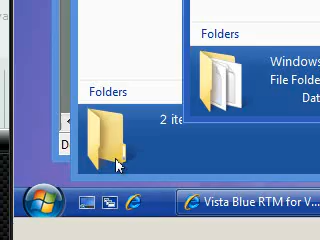 Folders
Windows
File Folde
Dat
Folders
2 ite
D
Vista Blue RTM for V...